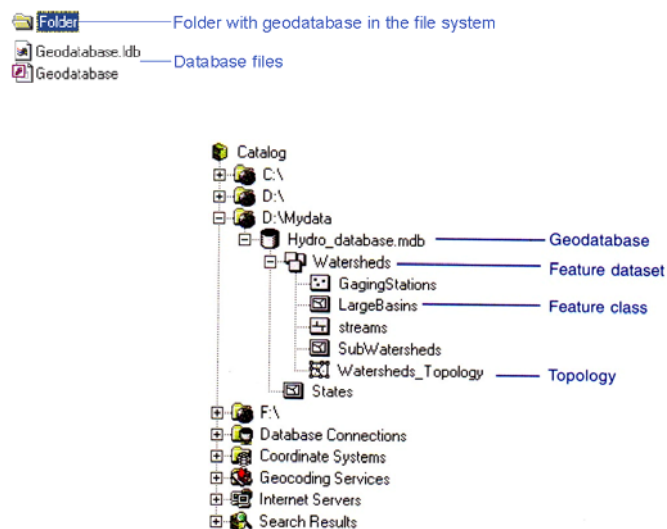 Folder Folder with geodatabase in the file system
Geodatabase.ldb
Database files
Geodatabase
Catalog
C:\
D:\
D:\Mydata
Hydro_database.mdb Geodatabase
Watersheds Feature dataset
GagingStations
LargeBasins Feature class
streams
SubWatersheds
Watersheds_Topology Topology
States
F:\
Database Connections
Coordinate Systems
Geocoding Services
Internet Servers
Search Results